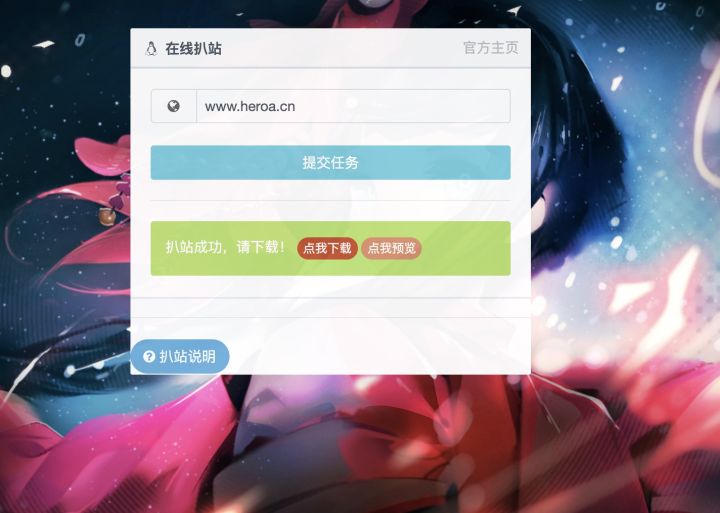 在线扒站 官方主页
www.heroa.cn
提交任务
扒站成功，请下载！ 点我下载 点我预览
扒站说明